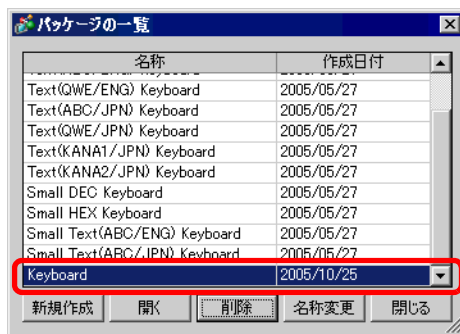 パッケージの一覧
名称 作成日付
Text(QWE/ENG) Keyboard 2005/05/27
Text(ABC/JPN) Keyboard 2005/05/27
Text(QWE/JPN) Keyboard 2005/05/27
Text(KANA1/JPN) Keyboard 2005/05/27
Text(KANA2/JPN) Keyboard 2005/05/27
Small DEC Keyboard 2005/05/27
Small HEX Keyboard 2005/05/27
Small Text(ABC/ENG) Keyboard 2005/05/27
Small Text(ABC/JPN) Keyboard 2005/05/27
Keyboard 2005/10/25
新規作成 開く 削除 名称変更 閉じる